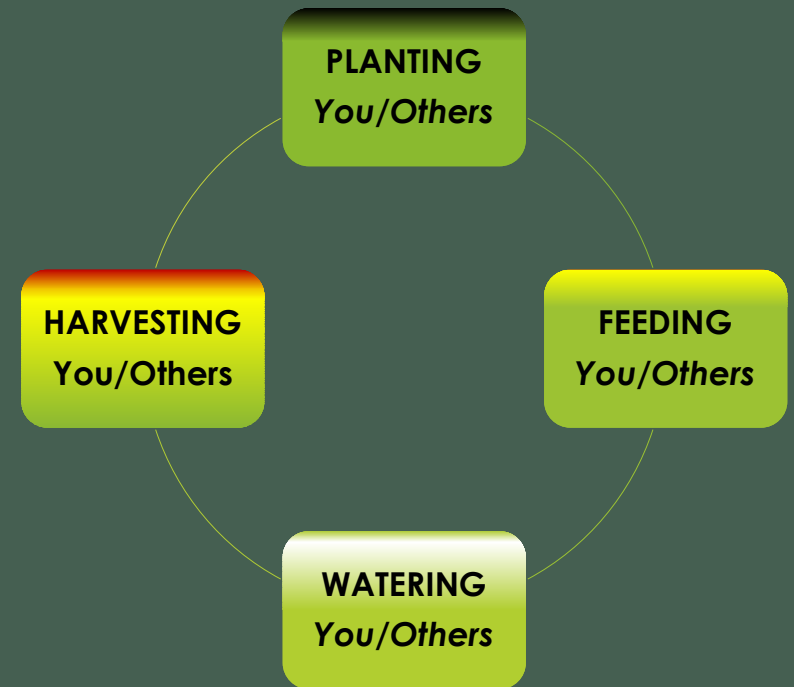 PLANTING
You/Others
HARVESTING
You/Others
FEEDING
You/Others
WATERING
You/Others